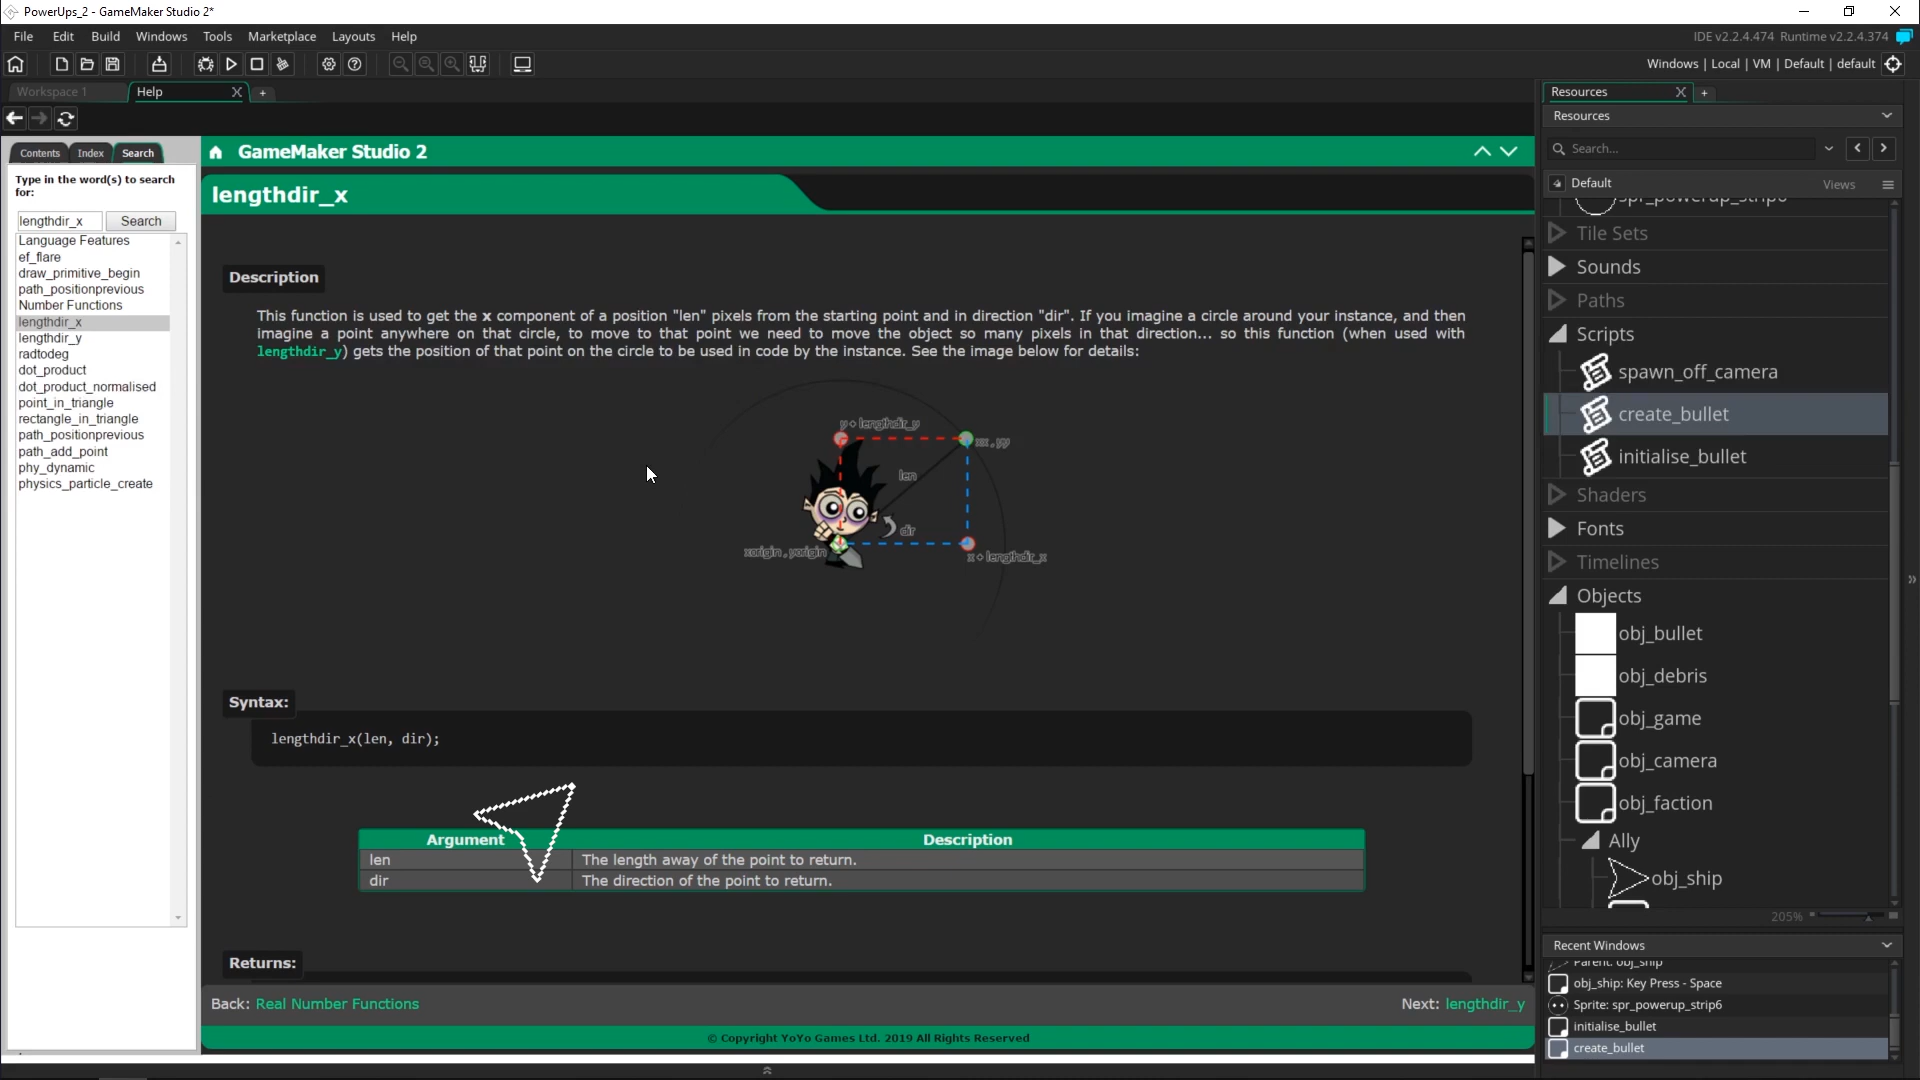 PowerUps_2 - GameMaker Studio 2*
File Edit Build Windows Tools Marketplace Layouts Help
IDE v2.2.4.474 Runtime v2.2.4.374
Windows | Local | VM | Default | default
Workspace 1
Help
Contents Index Search
Type in the word(s) to search
for:
lengthdir_x
Search
Language Features
ef_flare
draw_primitive_begin
path_positionprevious
Number Functions
lengthdir_x
lengthdir_y
radtodeg
dot_product
dot_product_normalised
point_in_triangle
rectangle_in_triangle
path_positionprevious
path_add_point
phy_dynamic
physics_particle_create
GameMaker Studio 2
lengthdir_x
Description
This function is used to get the x component of a position "len" pixels from the starting point and in direction "dir". If you imagine a circle around your instance, and then
imagine a point anywhere on that circle, to move to that point we need to move the object so many pixels in that direction... so this function (when used with
lengthdir_y) gets the position of that point on the circle to be used in code by the instance. See the image below for details:
y + lengthdir_y
xx , yy
len
dir
xorigin , yorigin
x + lengthdir_x
Syntax:
lengthdir_x(len, dir);
Argument Description
len The length away of the point to return.
dir The direction of the point to return.
Returns:
Back: Real Number Functions
Next: lengthdir_y
© Copyright YoYo Games Ltd. 2019 All Rights Reserved
Resources
Resources
Search...
Default
Views
spr_powerup_strip6
Tile Sets
Sounds
Paths
Scripts
spawn_off_camera
create_bullet
initialise_bullet
Shaders
Fonts
Timelines
Objects
obj_bullet
obj_debris
obj_game
obj_camera
obj_faction
Ally
obj_ship
205%
Recent Windows
Parent: obj_ship
obj_ship: Key Press - Space
Sprite: spr_powerup_strip6
initialise_bullet
create_bullet